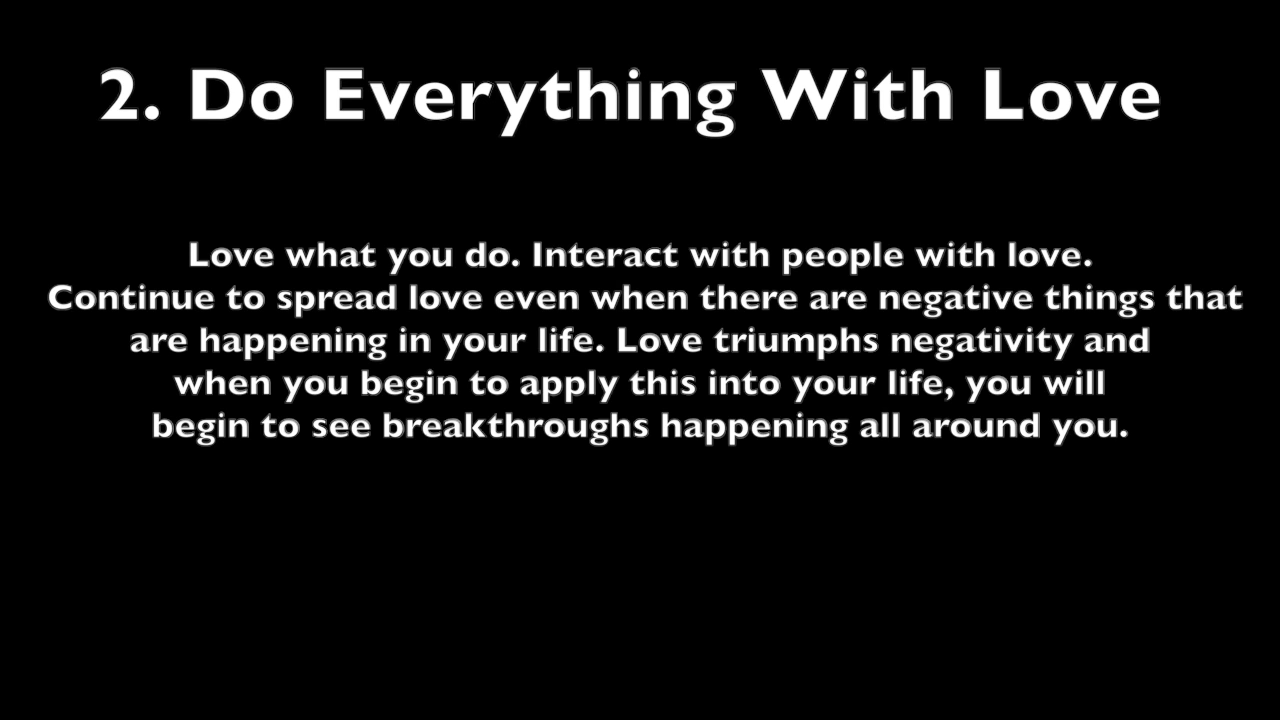 2. Do Everything With Love
Love what you do. Interact with people with love.
Continue to spread love even when there are negative things that
are happening in your life. Love triumphs negativity and
when you begin to apply this into your life, you will
begin to see breakthroughs happening all around you.